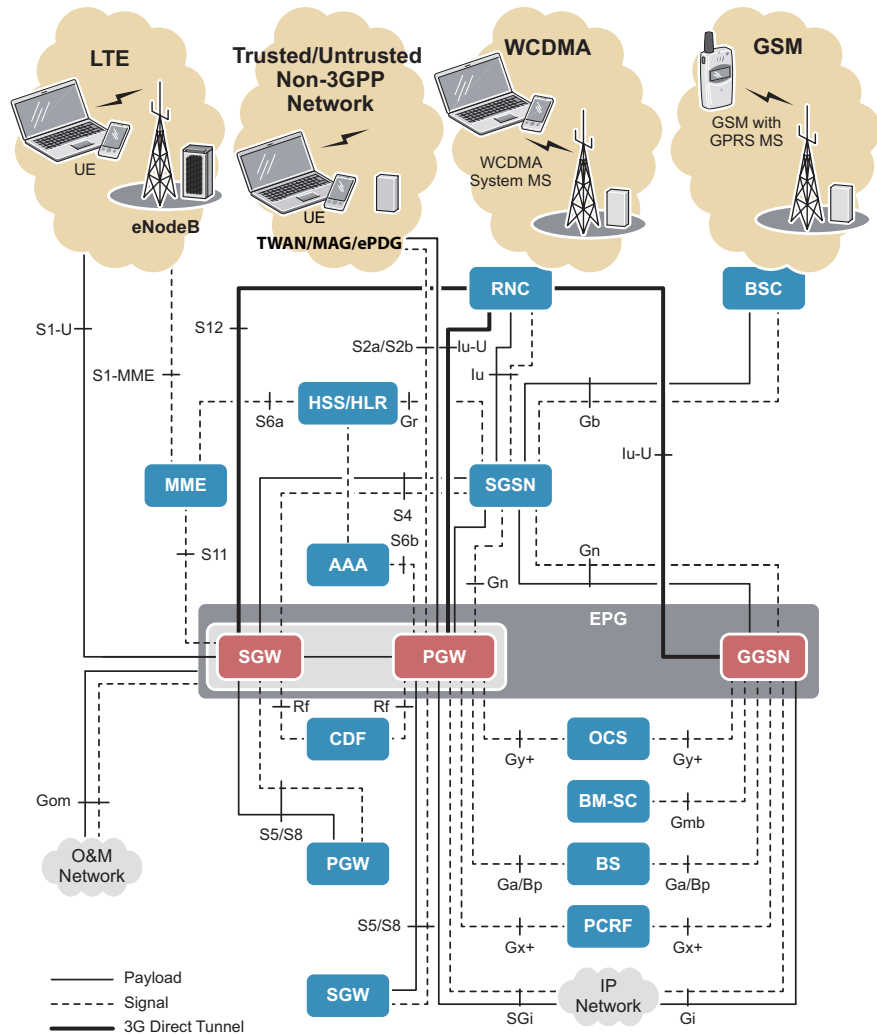 LTE
UE
eNodeB
Trusted/Untrusted
Non-3GPP
Network
UE
TWAN/MAG/ePDG
WCDMA
WCDMA
System MS
GSM
GSM with
GPRS MS
RNC
BSC
S1-U
S12
S2a/S2b
Iu-U
Iu
S1-MME
HSS/HLR
S6a
Gr
Gb
Iu-U
MME
SGSN
S4
S6b
S11
AAA
Gn
Gn
EPG
SGW
PGW
GGSN
Rf
Rf
CDF
OCS
Gy+
Gy+
BM-SC
Gmb
Gom
S5/S8
O&M
Network
PGW
BS
Ga/Bp
Ga/Bp
PCRF
S5/S8
Gx+
Gx+
Payload
Signal
3G Direct Tunnel
SGW
IP
Network
SGi
Gi